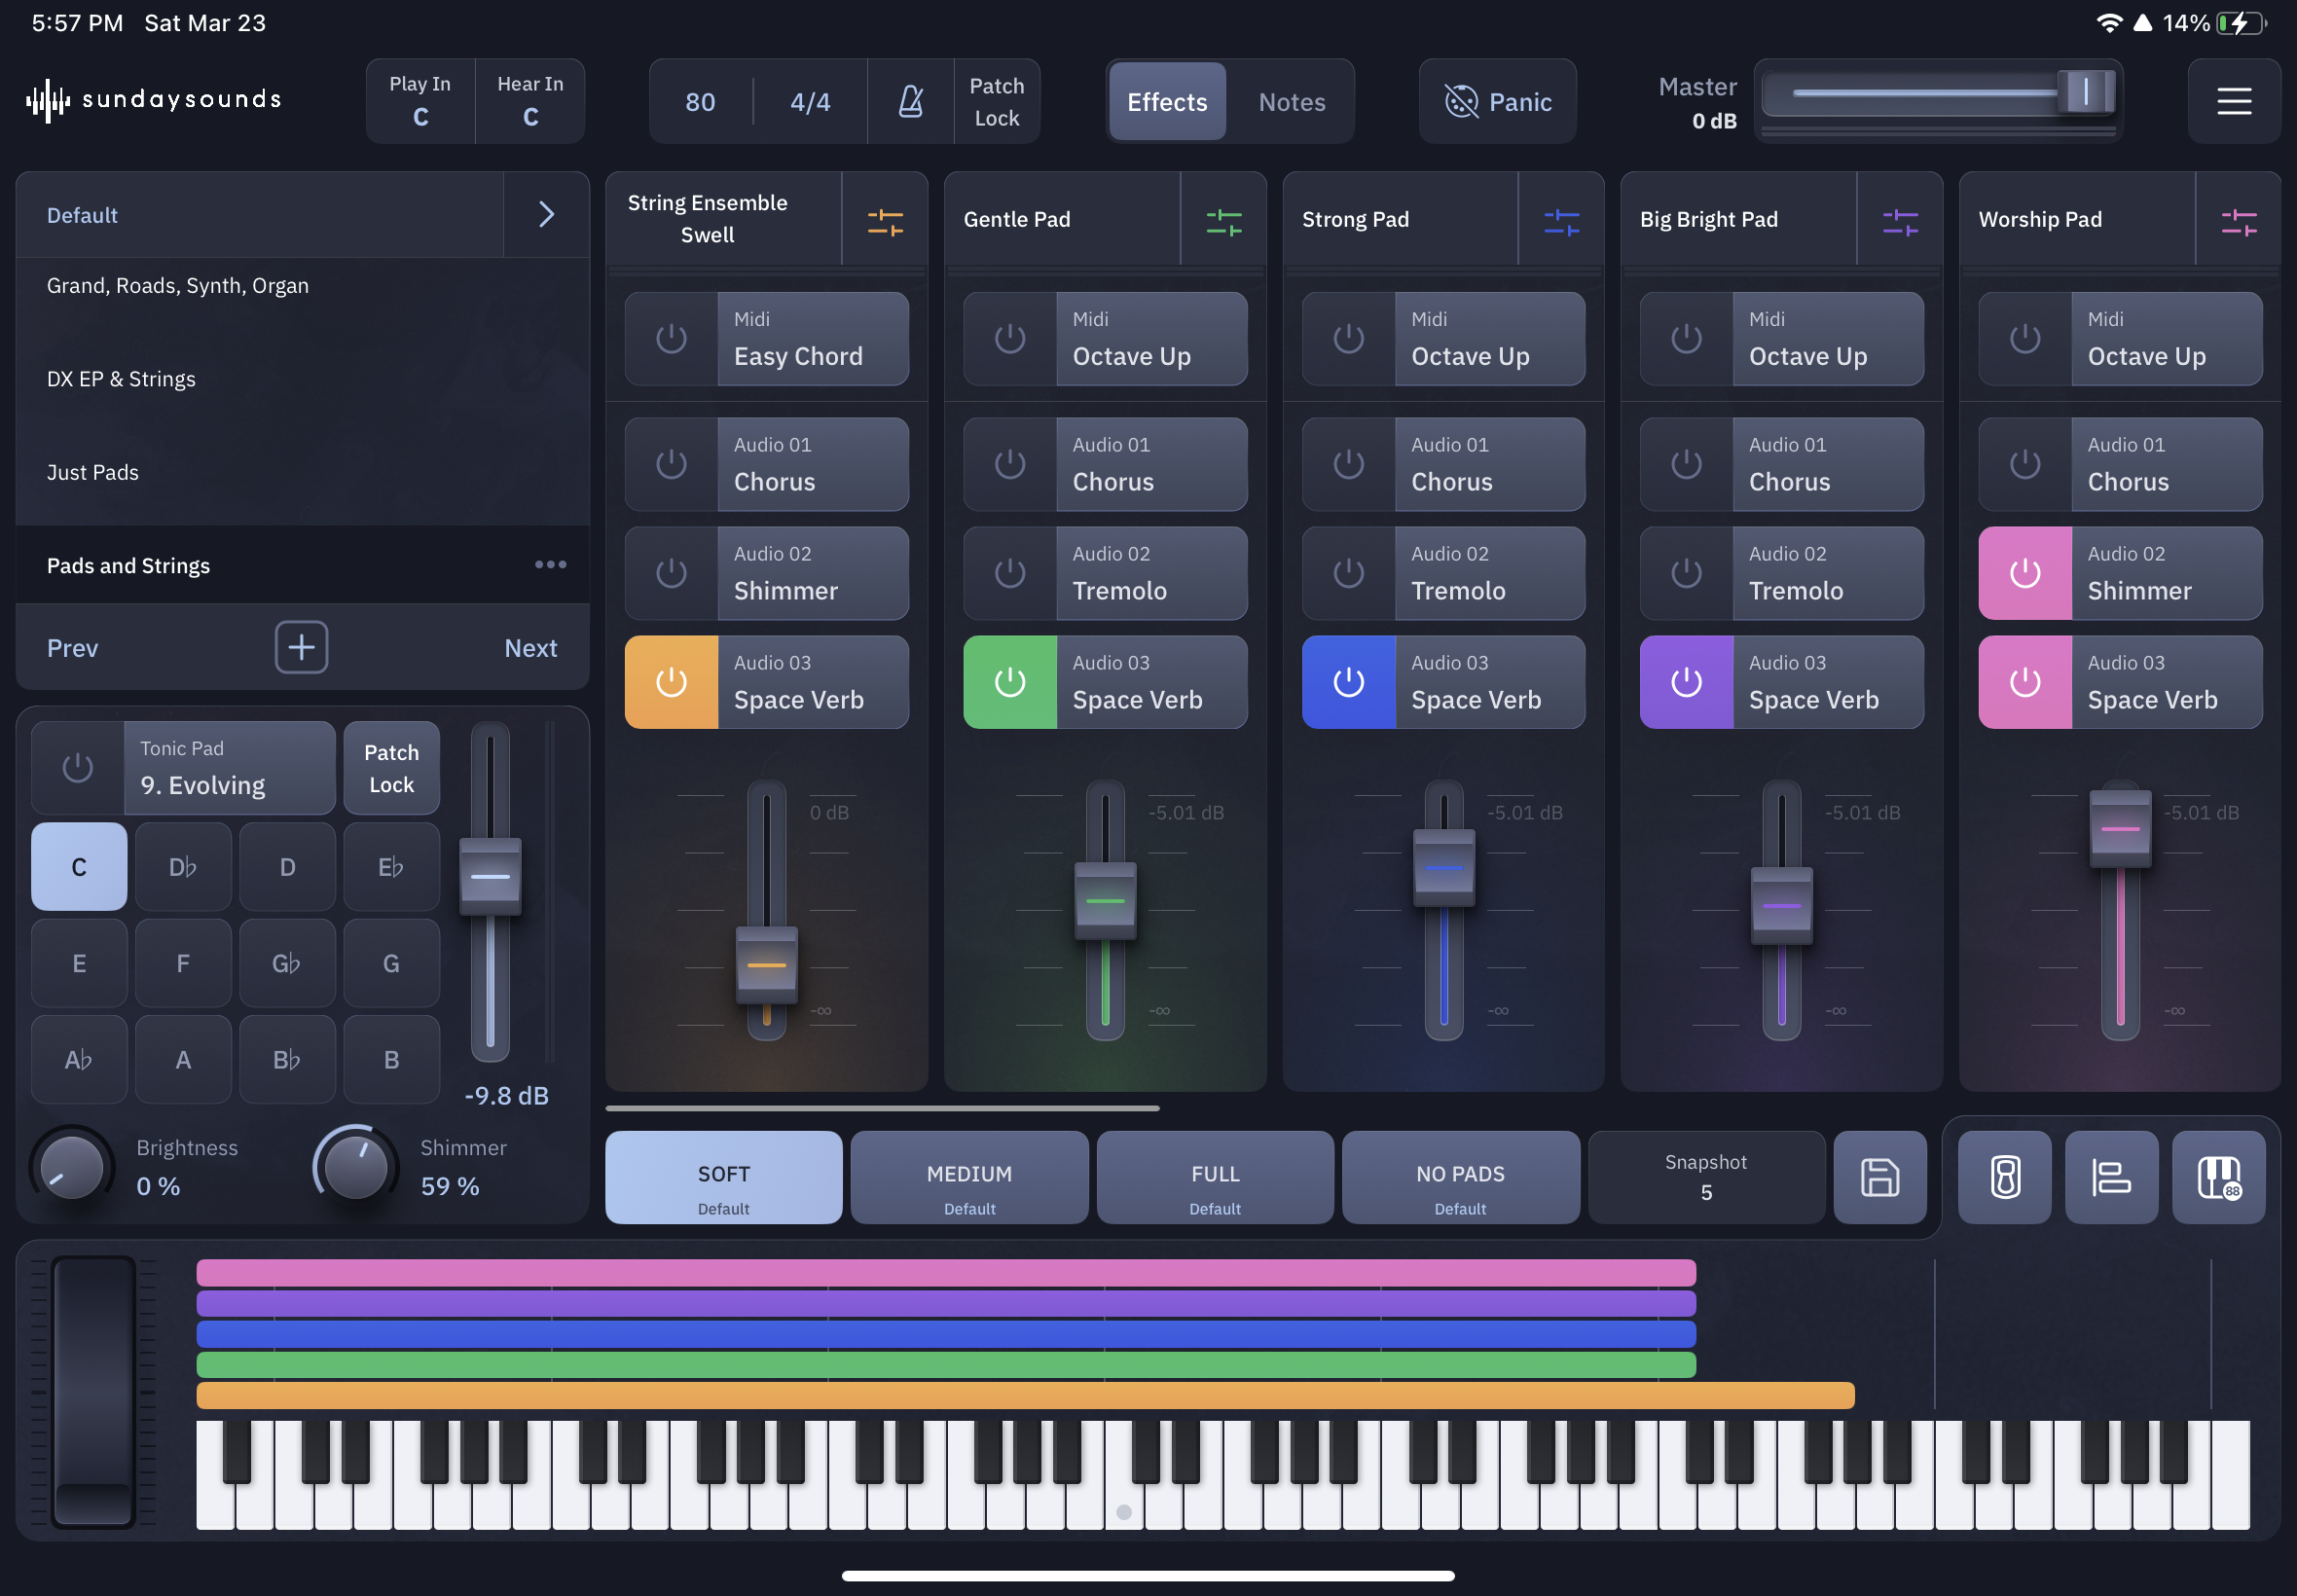 5:57 PM Sat Mar 23
14%
sundaysounds
Play In
C
Hear In
C
80
4/4
Patch
Lock
Effects
Notes
Panic
Master
0 dB
Default
Grand, Roads, Synth, Organ
DX EP & Strings
Just Pads
Pads and Strings
Prev
Next
Tonic Pad
9. Evolving
Patch
Lock
C D♭ D E♭
E F G♭ G
A♭ A B♭ B
-9.8 dB
Brightness
0 %
Shimmer
59 %
String Ensemble
Swell
Midi
Easy Chord
Audio 01
Chorus
Audio 02
Shimmer
Audio 03
Space Verb
0 dB
-∞
Gentle Pad
Midi
Octave Up
Audio 01
Chorus
Audio 02
Tremolo
Audio 03
Space Verb
-5.01 dB
-∞
Strong Pad
Midi
Octave Up
Audio 01
Chorus
Audio 02
Tremolo
Audio 03
Space Verb
-5.01 dB
-∞
Big Bright Pad
Midi
Octave Up
Audio 01
Chorus
Audio 02
Tremolo
Audio 03
Space Verb
-5.01 dB
-∞
Worship Pad
Midi
Octave Up
Audio 01
Chorus
Audio 02
Shimmer
Audio 03
Space Verb
-5.01 dB
-∞
SOFT
Default
MEDIUM
Default
FULL
Default
NO PADS
Default
Snapshot
5
88